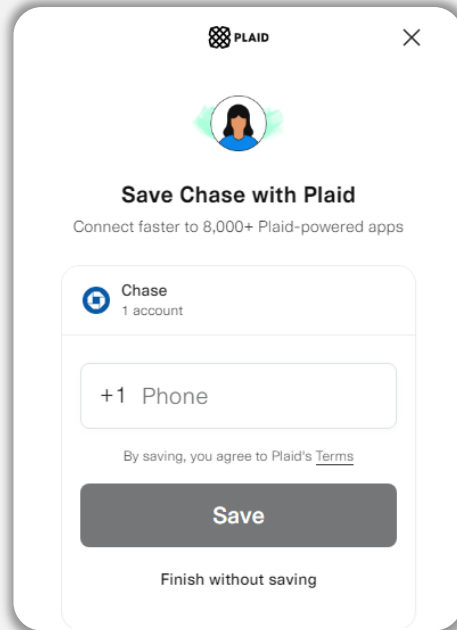 PLAID
Save Chase with Plaid
Connect faster to 8,000+ Plaid-powered apps
Chase
1 account
+1 Phone
By saving, you agree to Plaid's Terms
Save
Finish without saving